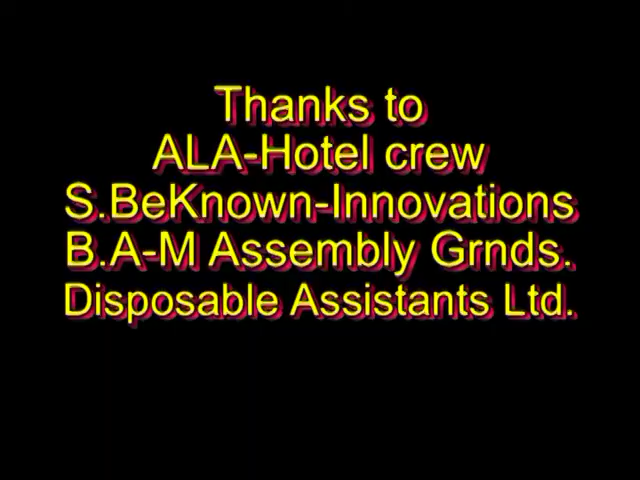 Thanks to
ALA-Hotel crew
S.BeKnown-Innovations
B.A-M Assembly Grnds.
Disposable Assistants Ltd.